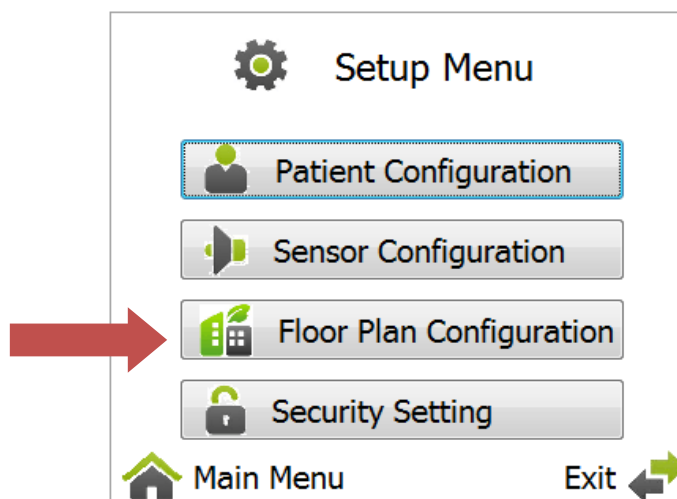 Setup Menu
Patient Configuration
Sensor Configuration
Floor Plan Configuration
Security Setting
Main Menu Exit